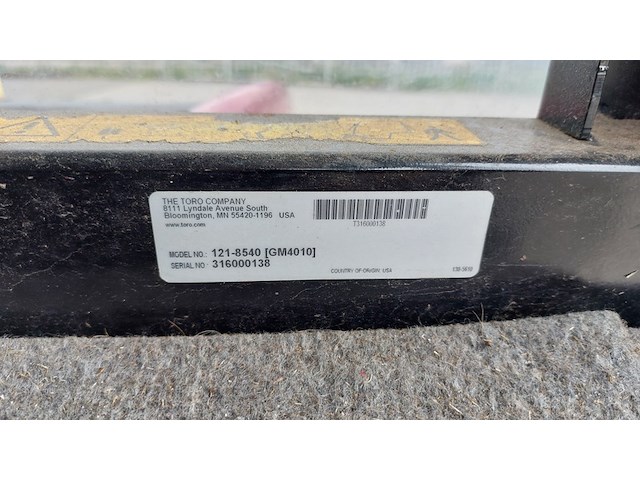 THE TORO COMPANY
8111 Lyndale Avenue South
Bloomington, MN 55420-1196 USA
www.toro.com
T316000138
MODEL NO.: 121-8540 [GM4010]
SERIAL NO: 316000138
COUNTRY OF ORIGIN: USA